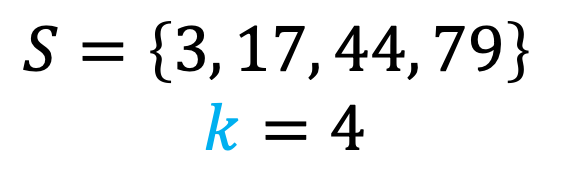 S = {3, 17, 44, 79}
k = 4